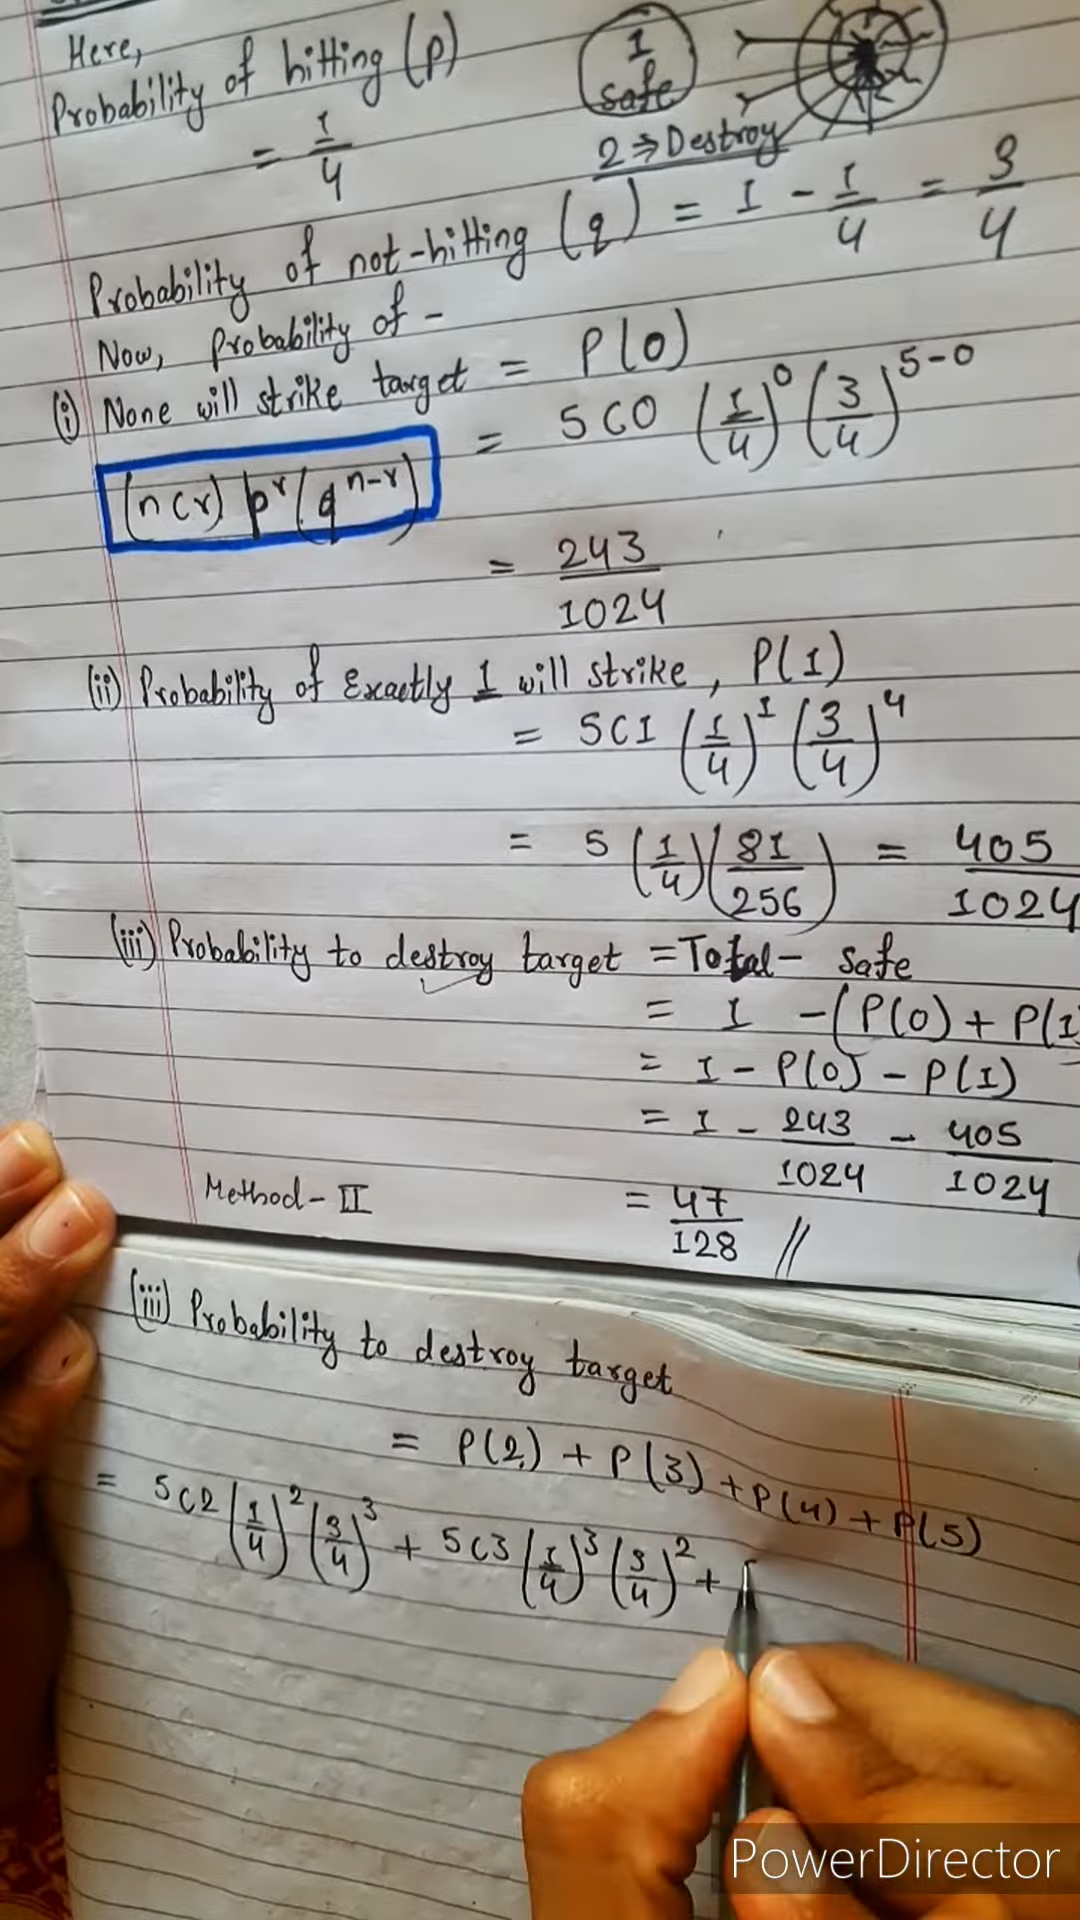 Here,
Probability of hitting (p)
= 1/4
1
safe
2 ⇒ Destroy
Probability of not-hitting (q) = 1 - 1/4 = 3/4
Now, Probability of -
(i) None will strike target = P(0)
= 5C0 (1/4)^0 (3/4)^5-0
(nCr) p^r (q^n-r)
= 243/1024
(ii) Probability of Exactly 1 will strike, P(1)
= 5C1 (1/4)^1 (3/4)^4
= 5 (1/4)(81/256) = 405/1024
(iii) Probability to destroy target = Total - safe
= 1 - (P(0) + P(1
= 1 - P(0) - P(1)
= 1 - 243/1024 - 405/1024
Method-II
= 47/128 //
(iii) Probability to destroy target
= P(2) + P(3) + P(4) + P(5)
= 5C2 (1/4)^2 (3/4)^3 + 5C3 (1/4)^3 (3/4)^2 +
PowerDirector